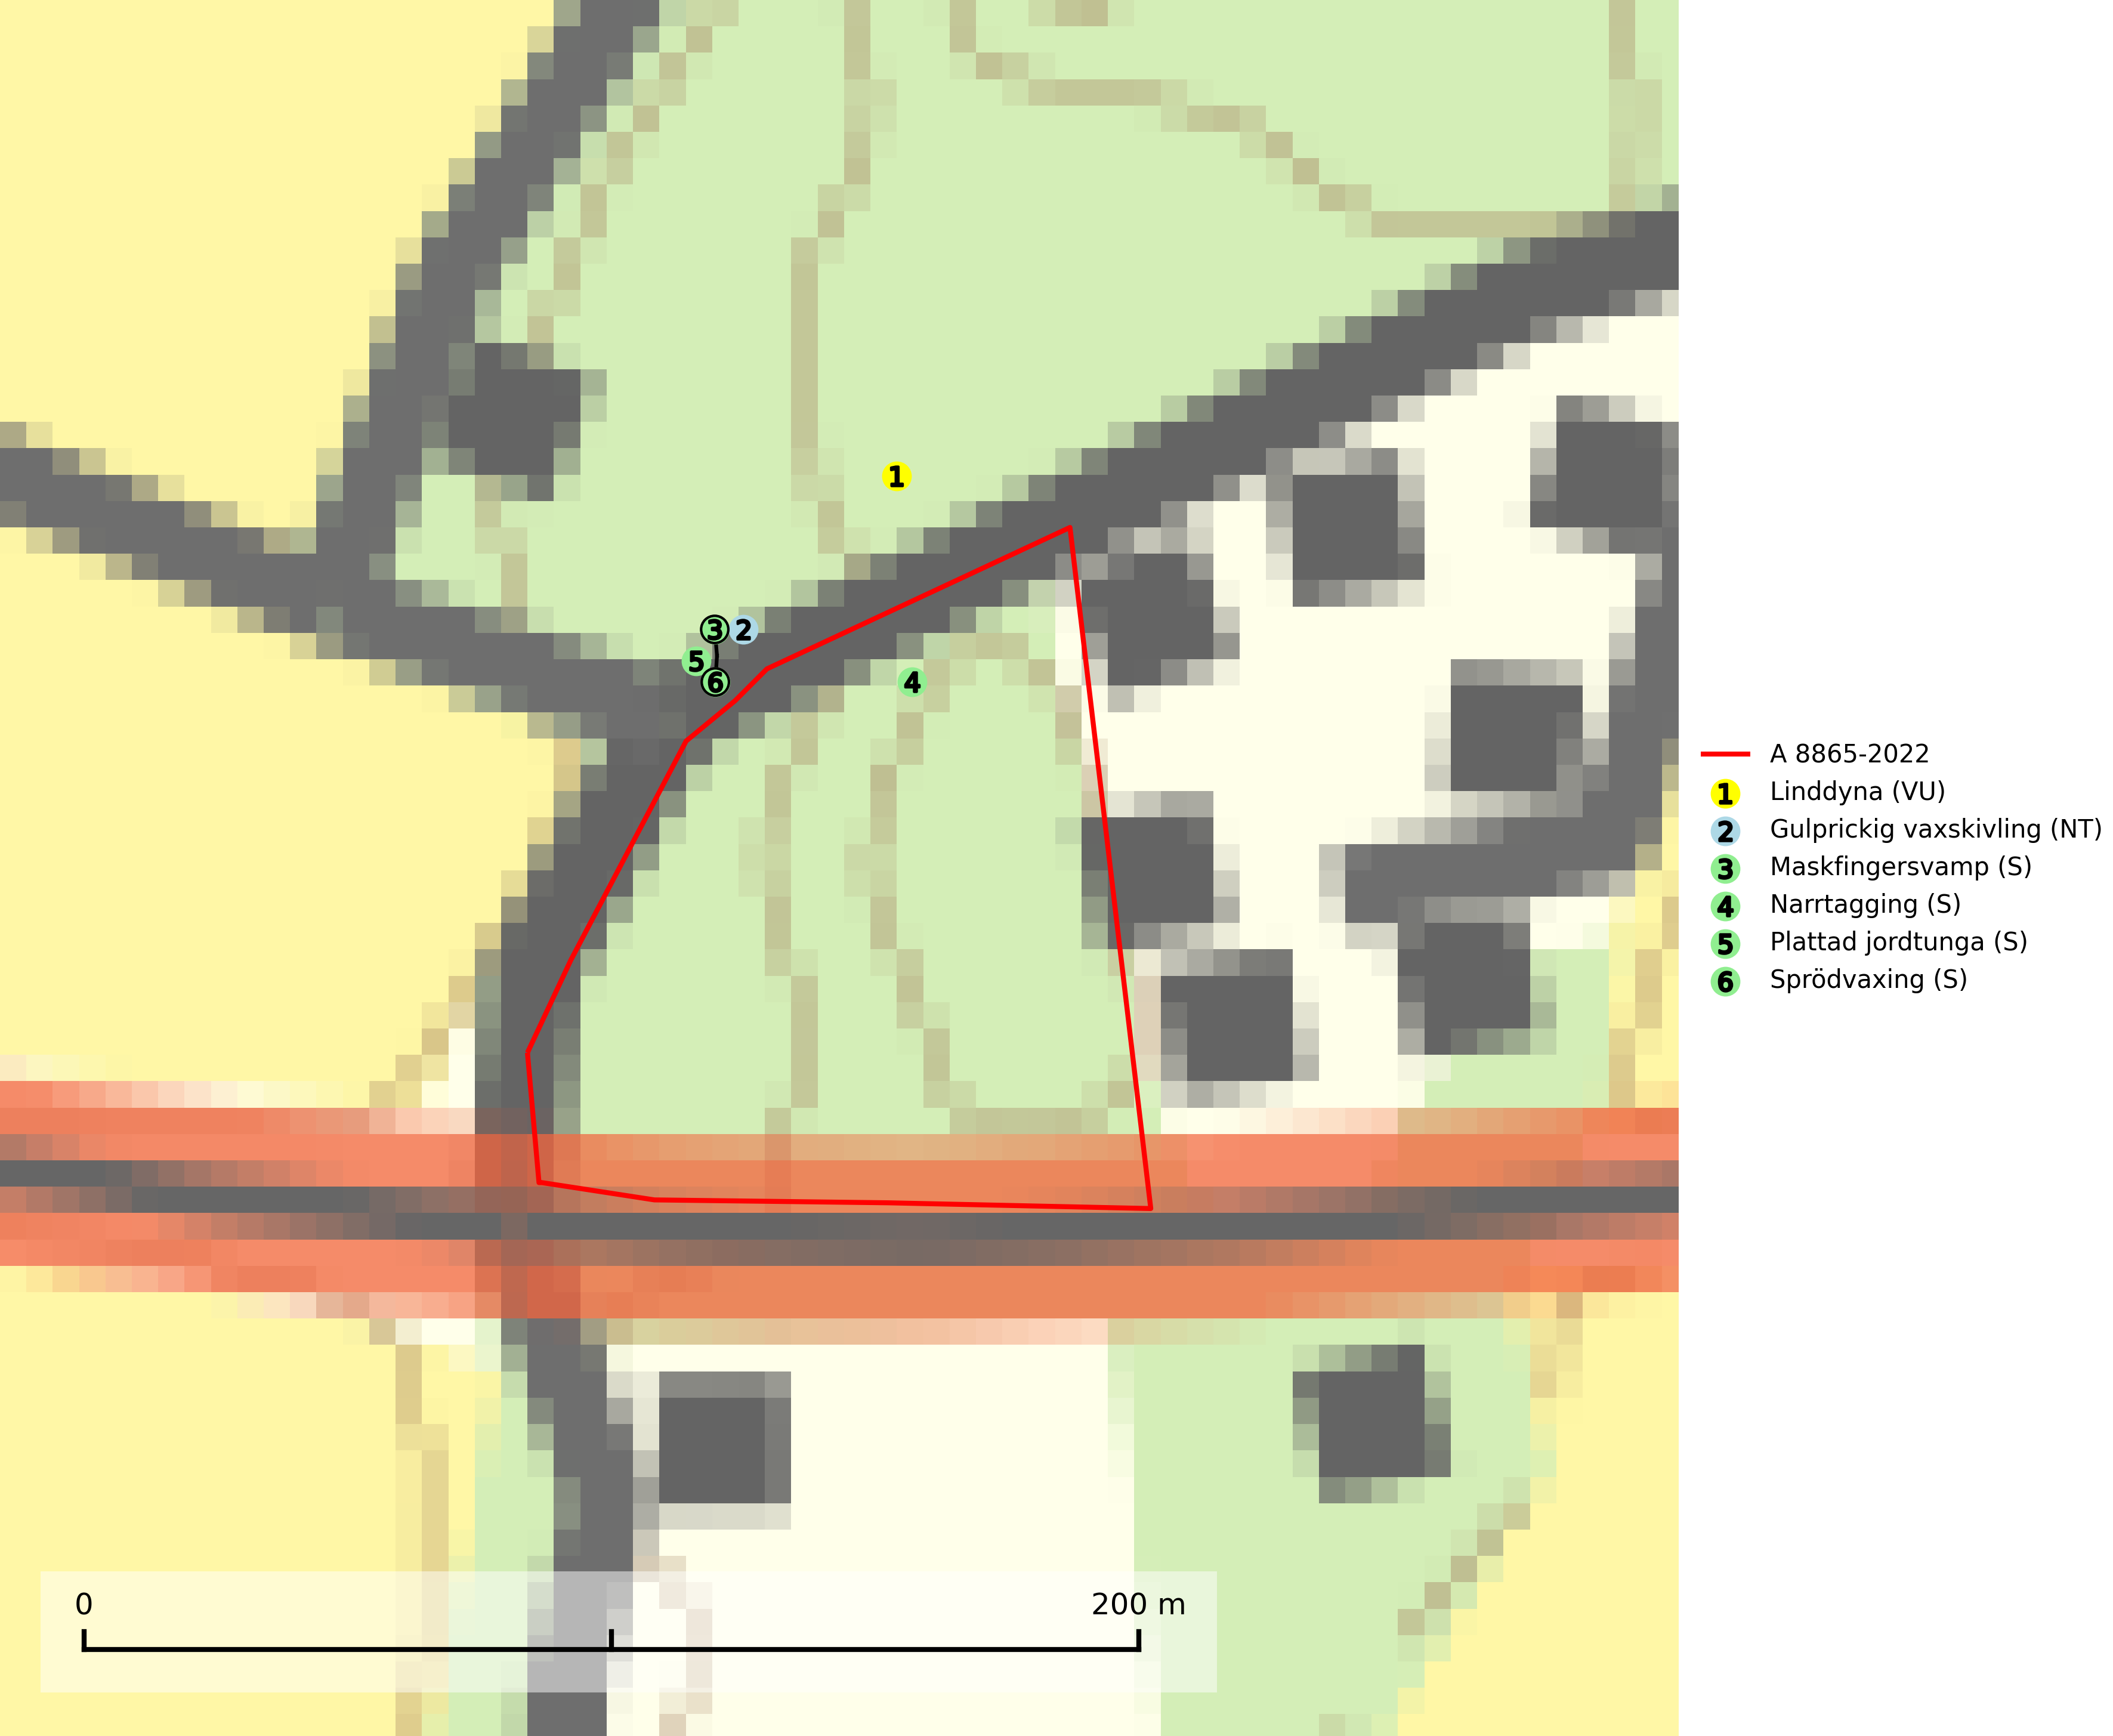 1
3 2
5
6
4
A 8865-2022
1 Linddyna (VU)
2 Gulprickig vaxskivling (NT)
3 Maskfingersvamp (S)
4 Narrtagging (S)
5 Plattad jordtunga (S)
6 Sprödvaxing (S)
0 200 m